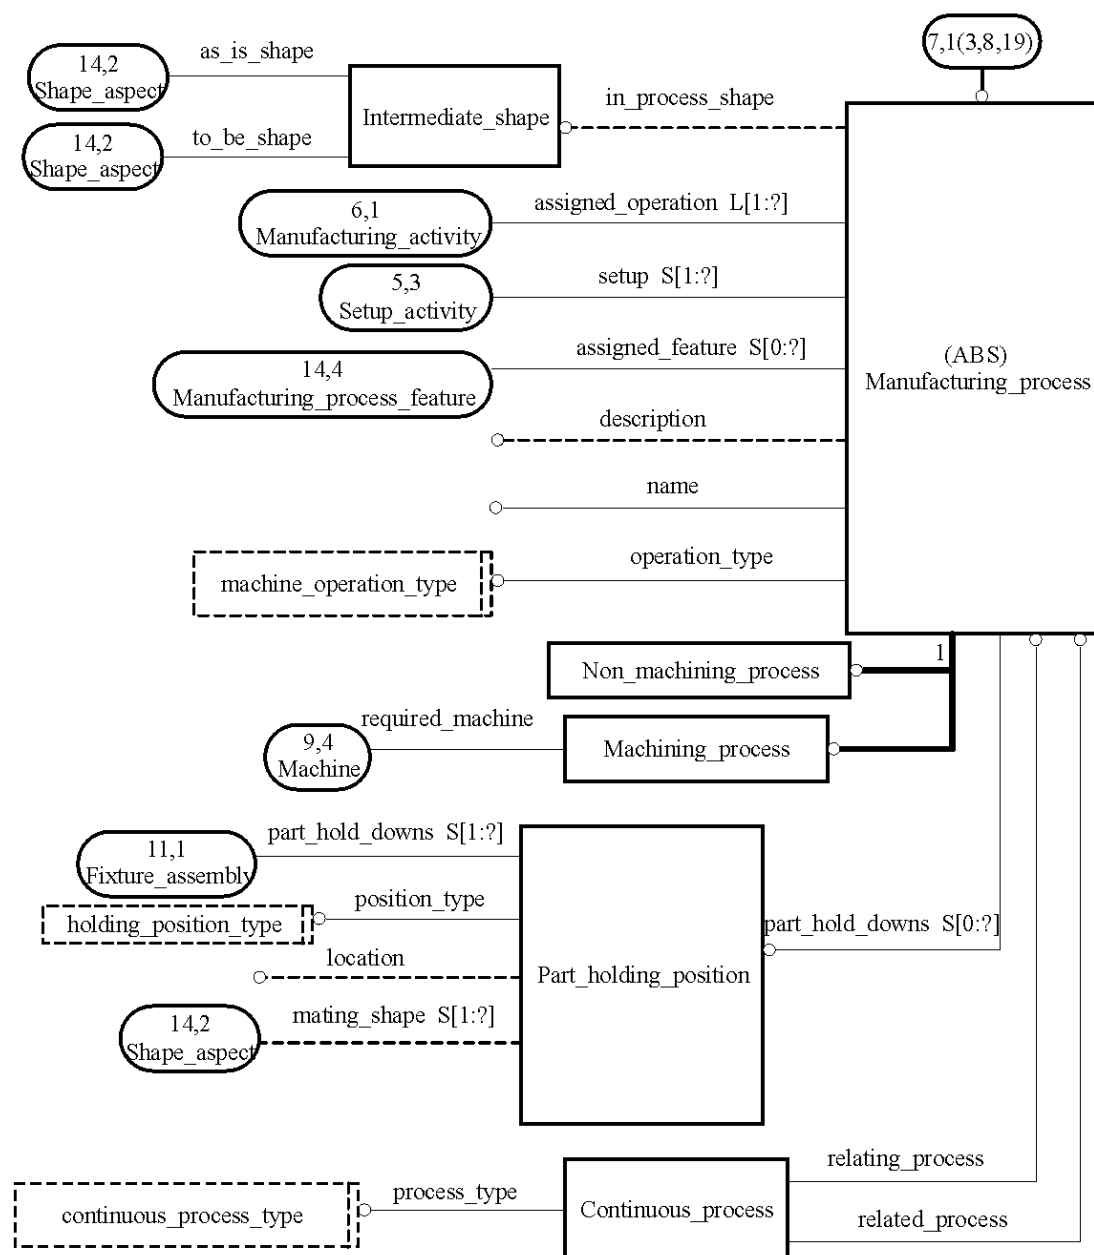 7,1(3,8,19)
14,2
Shape_aspect
as_is_shape
14,2
Shape_aspect
to_be_shape
Intermediate_shape
in_process_shape
6,1
Manufacturing_activity
assigned_operation L[1:?]
5,3
Setup_activity
setup S[1:?]
14,4
Manufacturing_process_feature
assigned_feature S[0:?]
(ABS)
Manufacturing_process
description
name
machine_operation_type
operation_type
1
Non_machining_process
9,4
Machine
required_machine
Machining_process
11,1
Fixture_assembly
part_hold_downs S[1:?]
holding_position_type
position_type
location
14,2
Shape_aspect
mating_shape S[1:?]
Part_holding_position
part_hold_downs S[0:?]
continuous_process_type
process_type
Continuous_process
relating_process
related_process